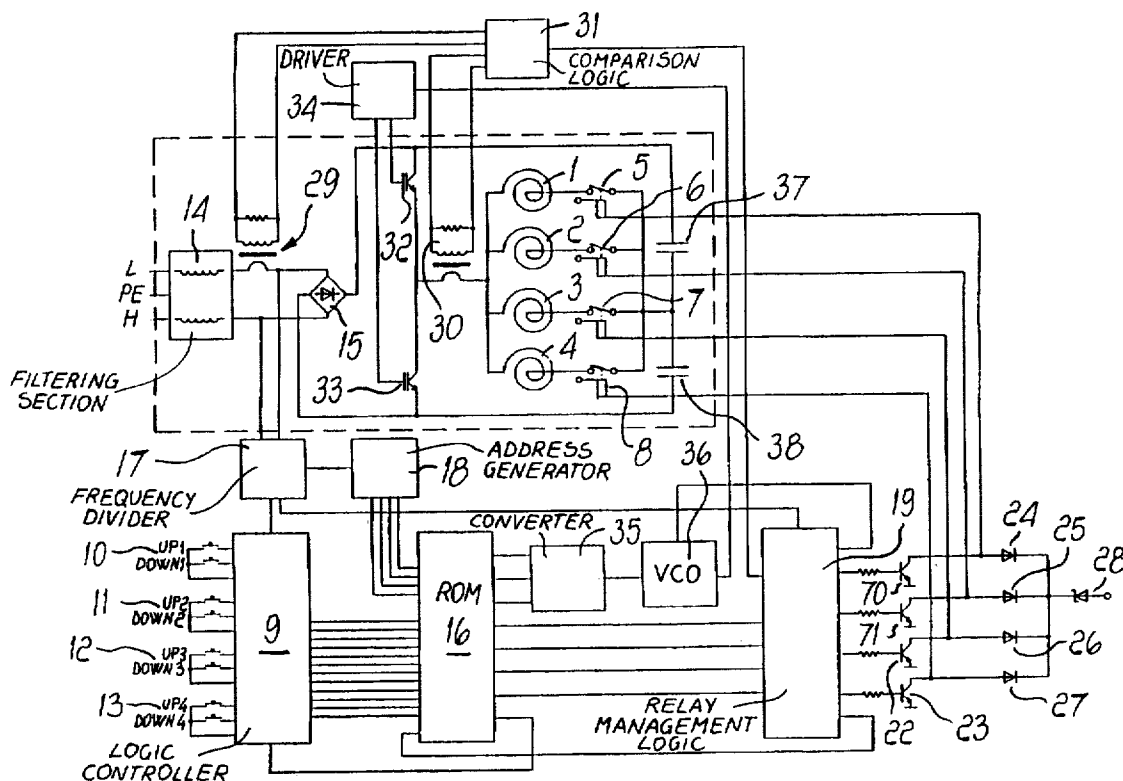 31
COMPARISON
LOGIC
DRIVER
34
1
5
6
37
29
14
32
2
L
PE
H
30
3
7
15
4
FILTERING
SECTION
33
8
38
36
17
ADDRESS
GENERATOR
18
FREQUENCY
DIVIDER
CONVERTER
35
19
24
25
28
10
UP1
DOWN1
VCO
70's
11
UP2
DOWN2
9
ROM
16
71's
12
UP3
DOWN3
26
13
UP4
DOWN4
22
23
27
RELAY
MANAGEMENT
LOGIC
LOGIC
CONTROLLER